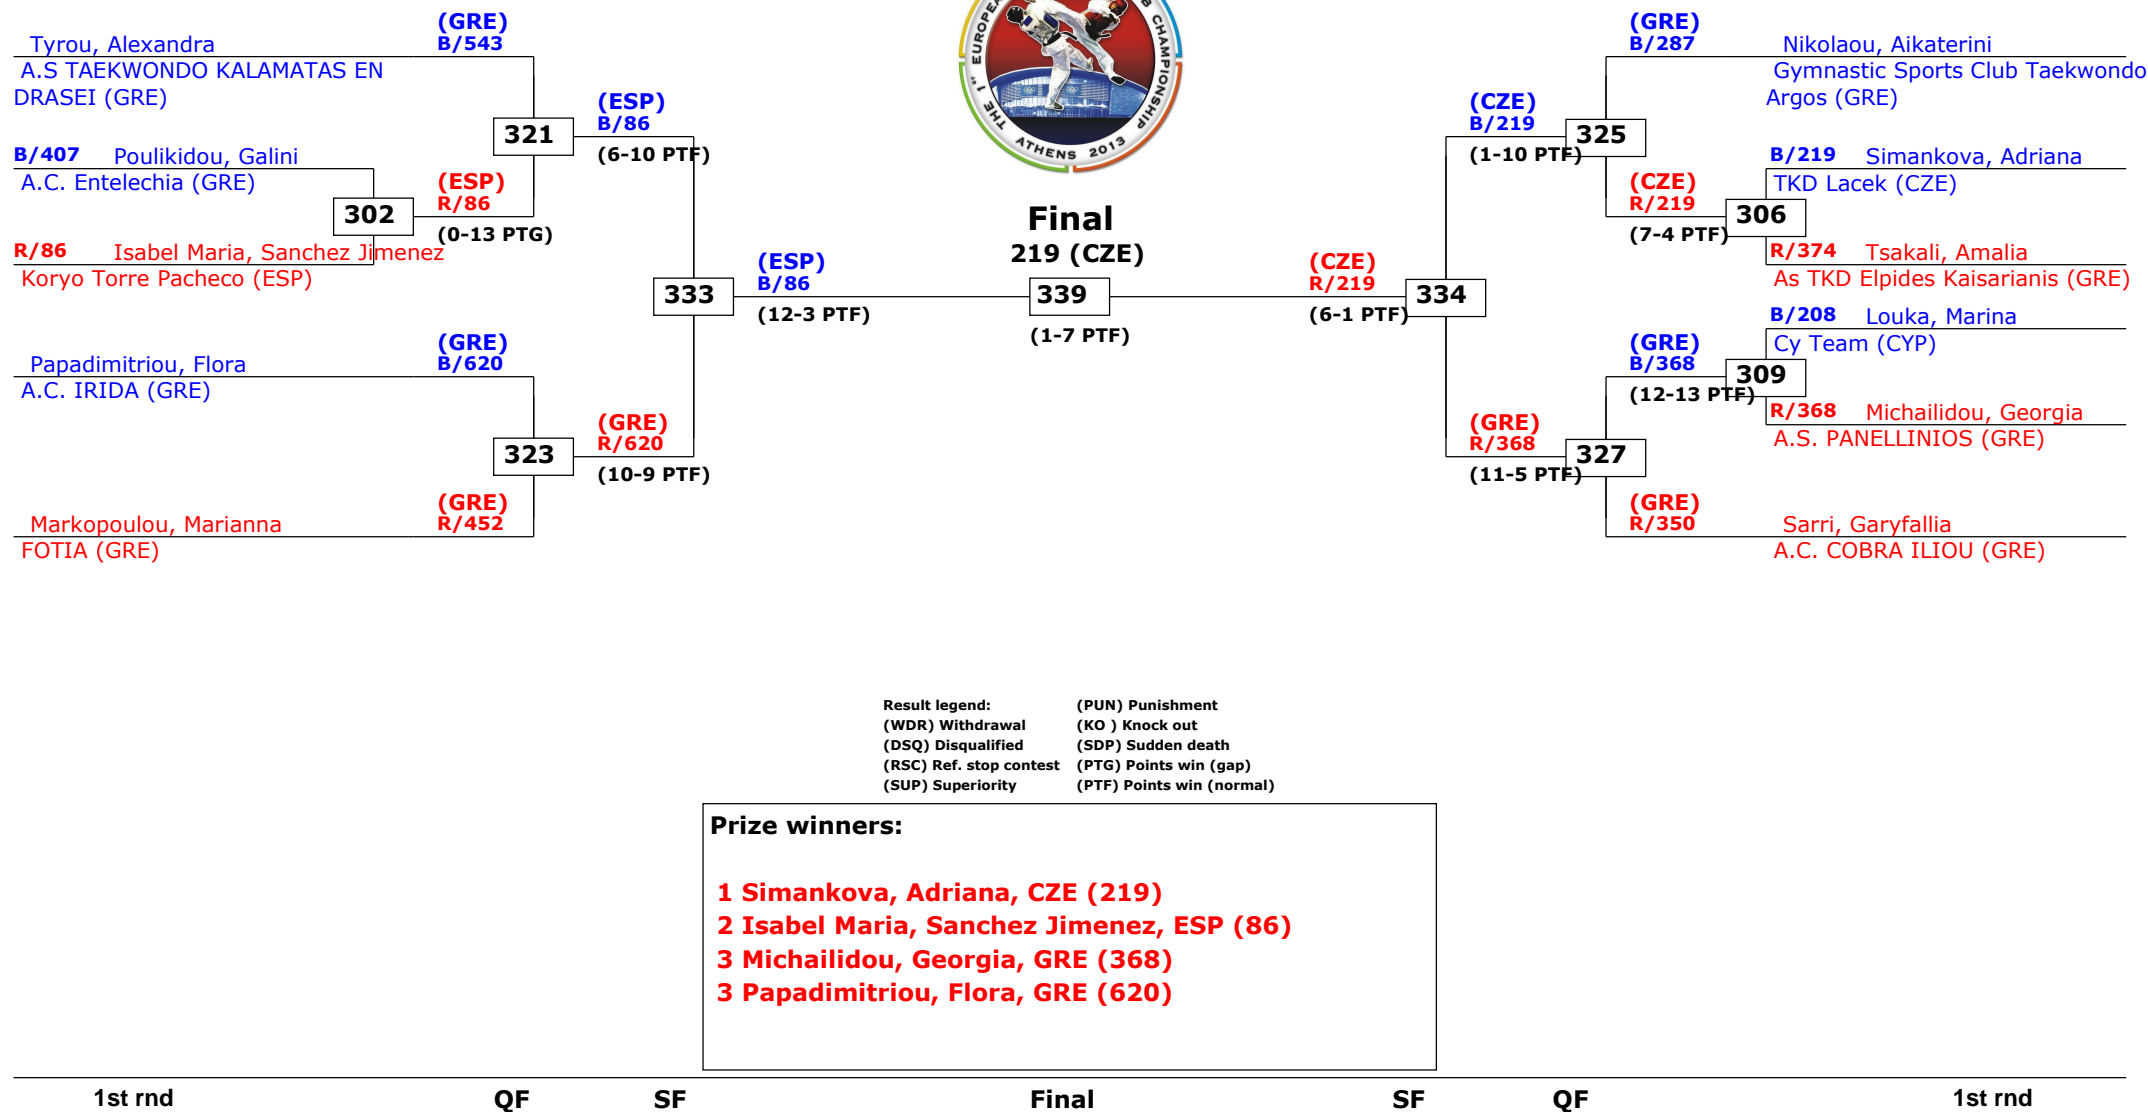 (GRE)
B/543
Tyrou, Alexandra
A.S TAEKWONDO KALAMATAS EN
DRASEI (GRE)
321
(ESP)
B/86
(6-10 PTF)
B/407 Poulikidou, Galini
A.C. Entelechia (GRE)
302
(ESP)
R/86
(0-13 PTG)
R/86 Isabel Maria, Sanchez Jimenez
Koryo Torre Pacheco (ESP)
333
(ESP)
B/86
(12-3 PTF)
(GRE)
B/620
Papadimitriou, Flora
A.C. IRIDA (GRE)
323
(GRE)
R/620
(10-9 PTF)
(GRE)
R/452
Markopoulou, Marianna
FOTIA (GRE)
THE 1ST EUROPEA
B CHAMPIONSHIP
ATHENS 2013
Final
219 (CZE)
339
(1-7 PTF)
(GRE)
B/287
Nikolaou, Aikaterini
Gymnastic Sports Club Taekwondo
Argos (GRE)
(CZE)
B/219
(1-10 PTF)
325
B/219 Simankova, Adriana
TKD Lacek (CZE)
(CZE)
R/219
(7-4 PTF)
306
R/374 Tsakali, Amalia
As TKD Elpides Kaisarianis (GRE)
(CZE)
R/219
(6-1 PTF)
334
B/208 Louka, Marina
Cy Team (CYP)
(GRE)
B/368
(12-13 PTF)
309
R/368 Michailidou, Georgia
A.S. PANELLINIOS (GRE)
(GRE)
R/368
(11-5 PTF)
327
(GRE)
R/350
Sarri, Garyfallia
A.C. COBRA ILIOU (GRE)
Result legend: (PUN) Punishment
(WDR) Withdrawal (KO ) Knock out
(DSQ) Disqualified (SDP) Sudden death
(RSC) Ref. stop contest (PTG) Points win (gap)
(SUP) Superiority (PTF) Points win (normal)
Prize winners:
1 Simankova, Adriana, CZE (219)
2 Isabel Maria, Sanchez Jimenez, ESP (86)
3 Michailidou, Georgia, GRE (368)
3 Papadimitriou, Flora, GRE (620)
1st rnd QF SF Final SF QF 1st rnd